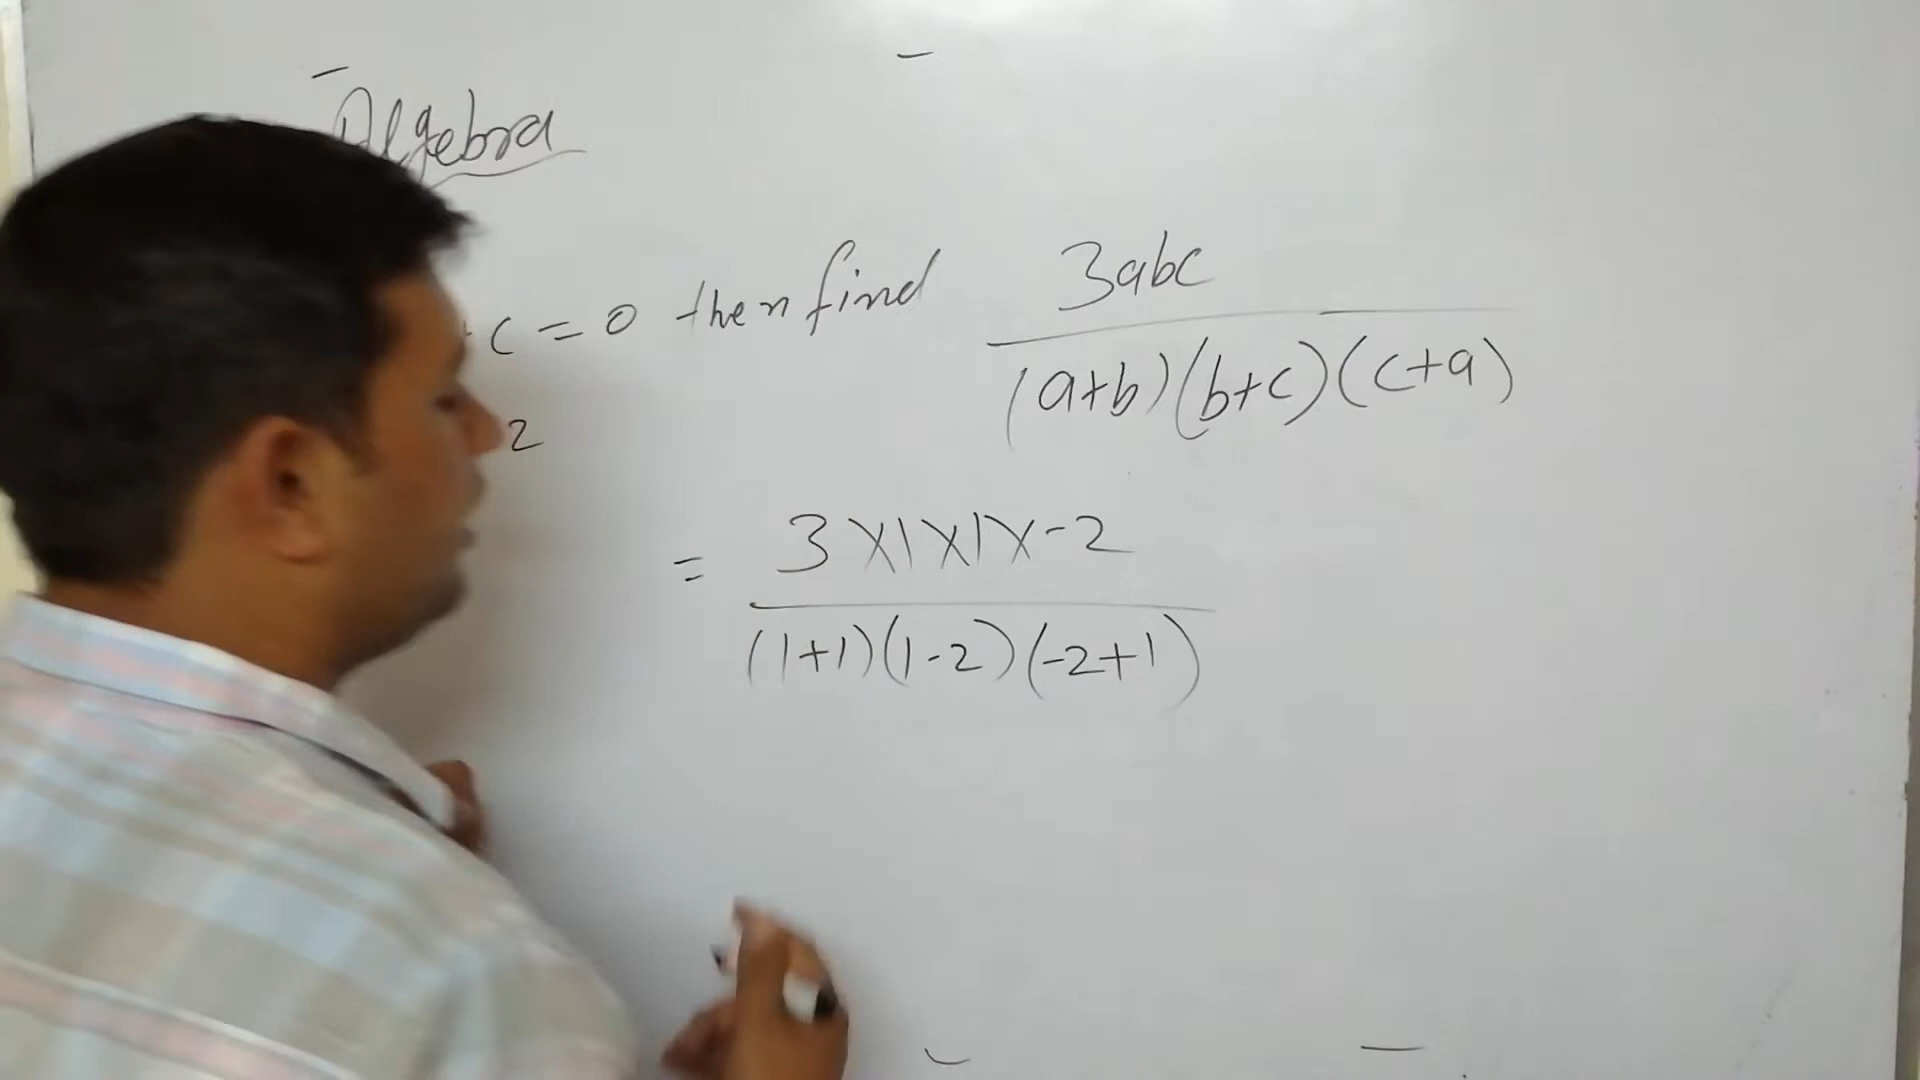 Algebra
+c=0 then find 3abc
(a+b)(b+c)(c+a)
2
= 3×1×1×-2
(1+1)(1-2)(-2+1)